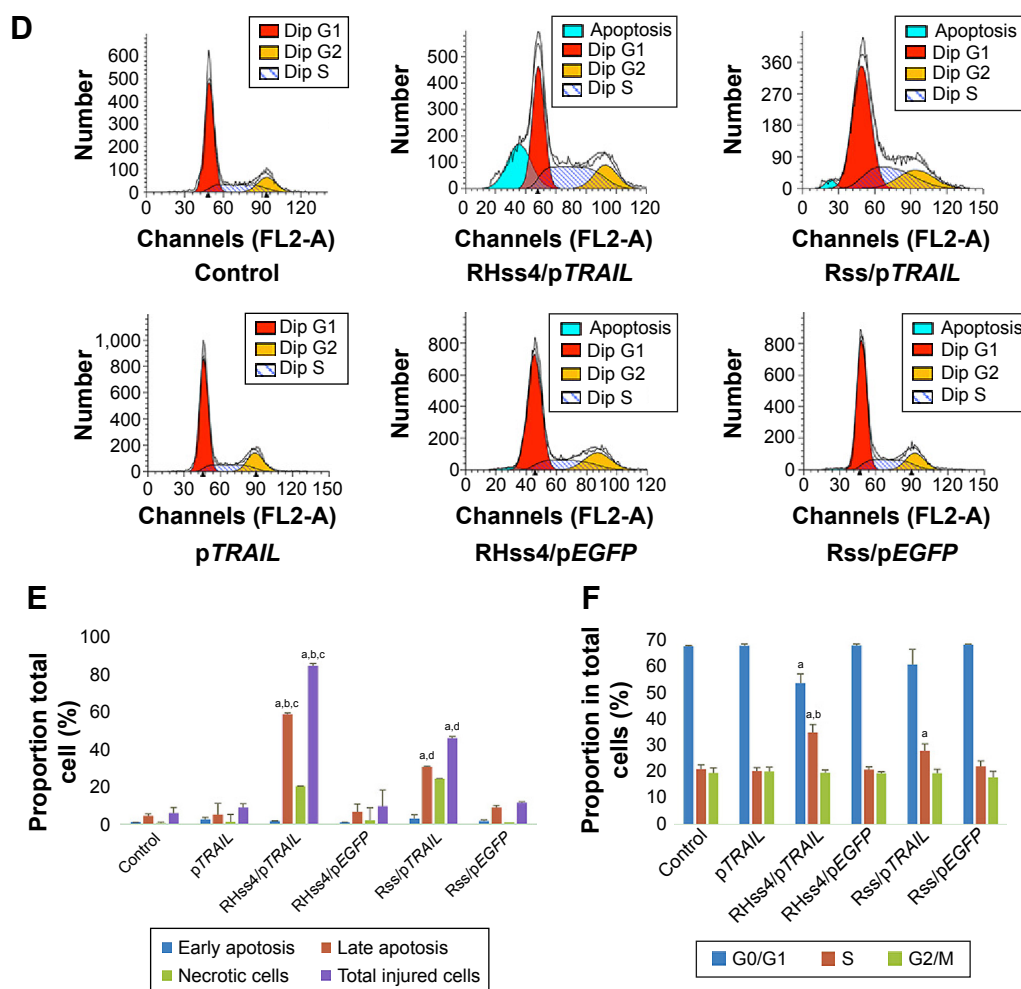 D
Dip G1
Dip G2
Dip S
600
500
400
300
200
100
0
Number
0 30 60 90 120
Channels (FL2-A)
Control
Apoptosis
Dip G1
Dip G2
Dip S
500
400
300
200
100
0
Number
0 20 40 60 80 100 120
Channels (FL2-A)
RHss4/pTRAIL
Apoptosis
Dip G1
Dip G2
Dip S
360
270
180
90
0
Number
0 30 60 90 120 150
Channels (FL2-A)
Rss/pTRAIL
Dip G1
Dip G2
Dip S
1,000
800
600
400
200
0
Number
0 30 60 90 120 150
Channels (FL2-A)
pTRAIL
Apoptosis
Dip G1
Dip G2
Dip S
800
600
400
200
0
Number
0 20 40 60 80 100 120
Channels (FL2-A)
RHss4/pEGFP
Apoptosis
Dip G1
Dip G2
Dip S
800
600
400
200
0
Number
0 30 60 90 120 150
Channels (FL2-A)
Rss/pEGFP
E
Proportion total
cell (%)
100
80
60
40
20
0
a,b,c
a,b,c
a,d
a,d
Control
pTRAIL
RHss4/pTRAIL
RHss4/pEGFP
Rss/pTRAIL
Rss/pEGFP
Early apotosis
Late apotosis
Necrotic cells
Total injured cells
F
Proportion in total
cells (%)
70
60
50
40
30
20
10
0
a
a,b
a
Control
pTRAIL
RHss4/pTRAIL
RHss4/pEGFP
Rss/pTRAIL
Rss/pEGFP
G0/G1
S
G2/M